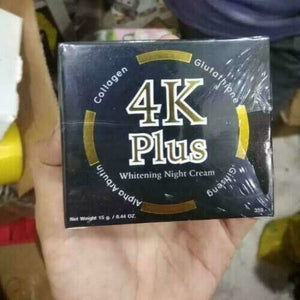 Collagen
Glutathione
4K
Plus
Whitening Night Cream
Alpha Arbutin
Ginseng
Net Weight 15 g. / 0.44 OZ.